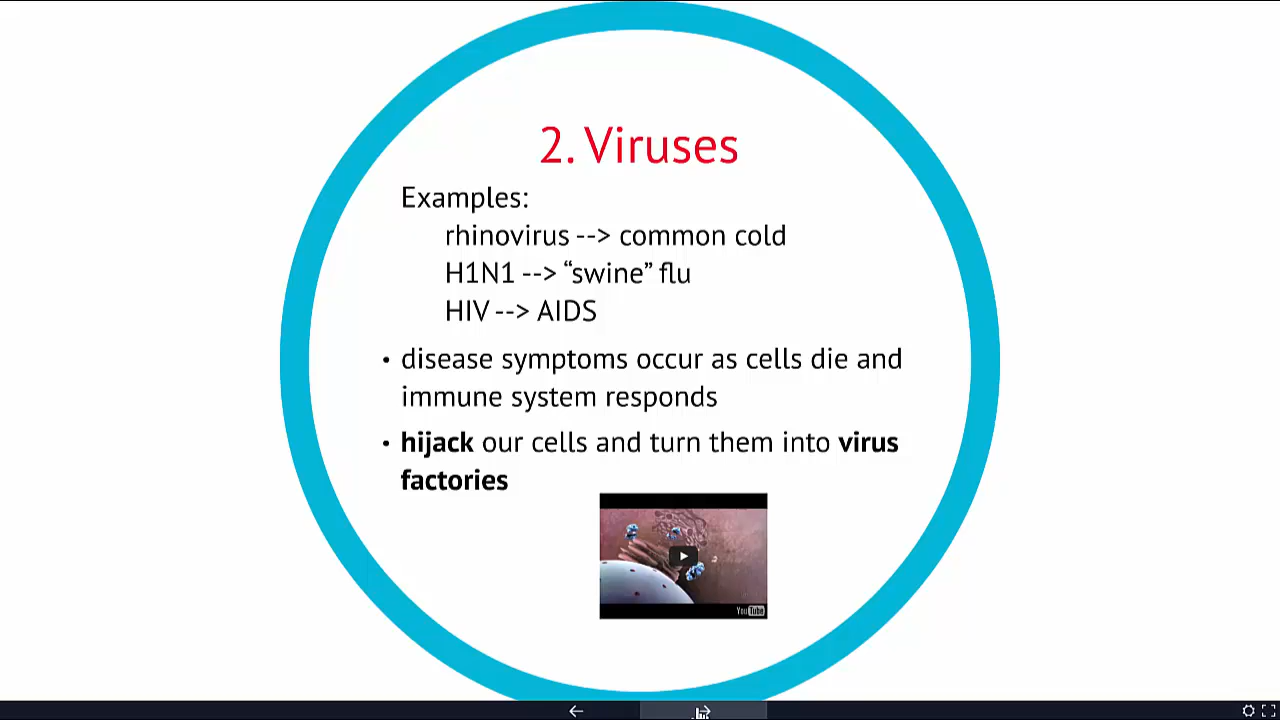 2. Viruses
Examples:
rhinovirus --> common cold
H1N1 --> “swine” flu
HIV --> AIDS
• disease symptoms occur as cells die and
immune system responds
• hijack our cells and turn them into virus
factories
YouTube